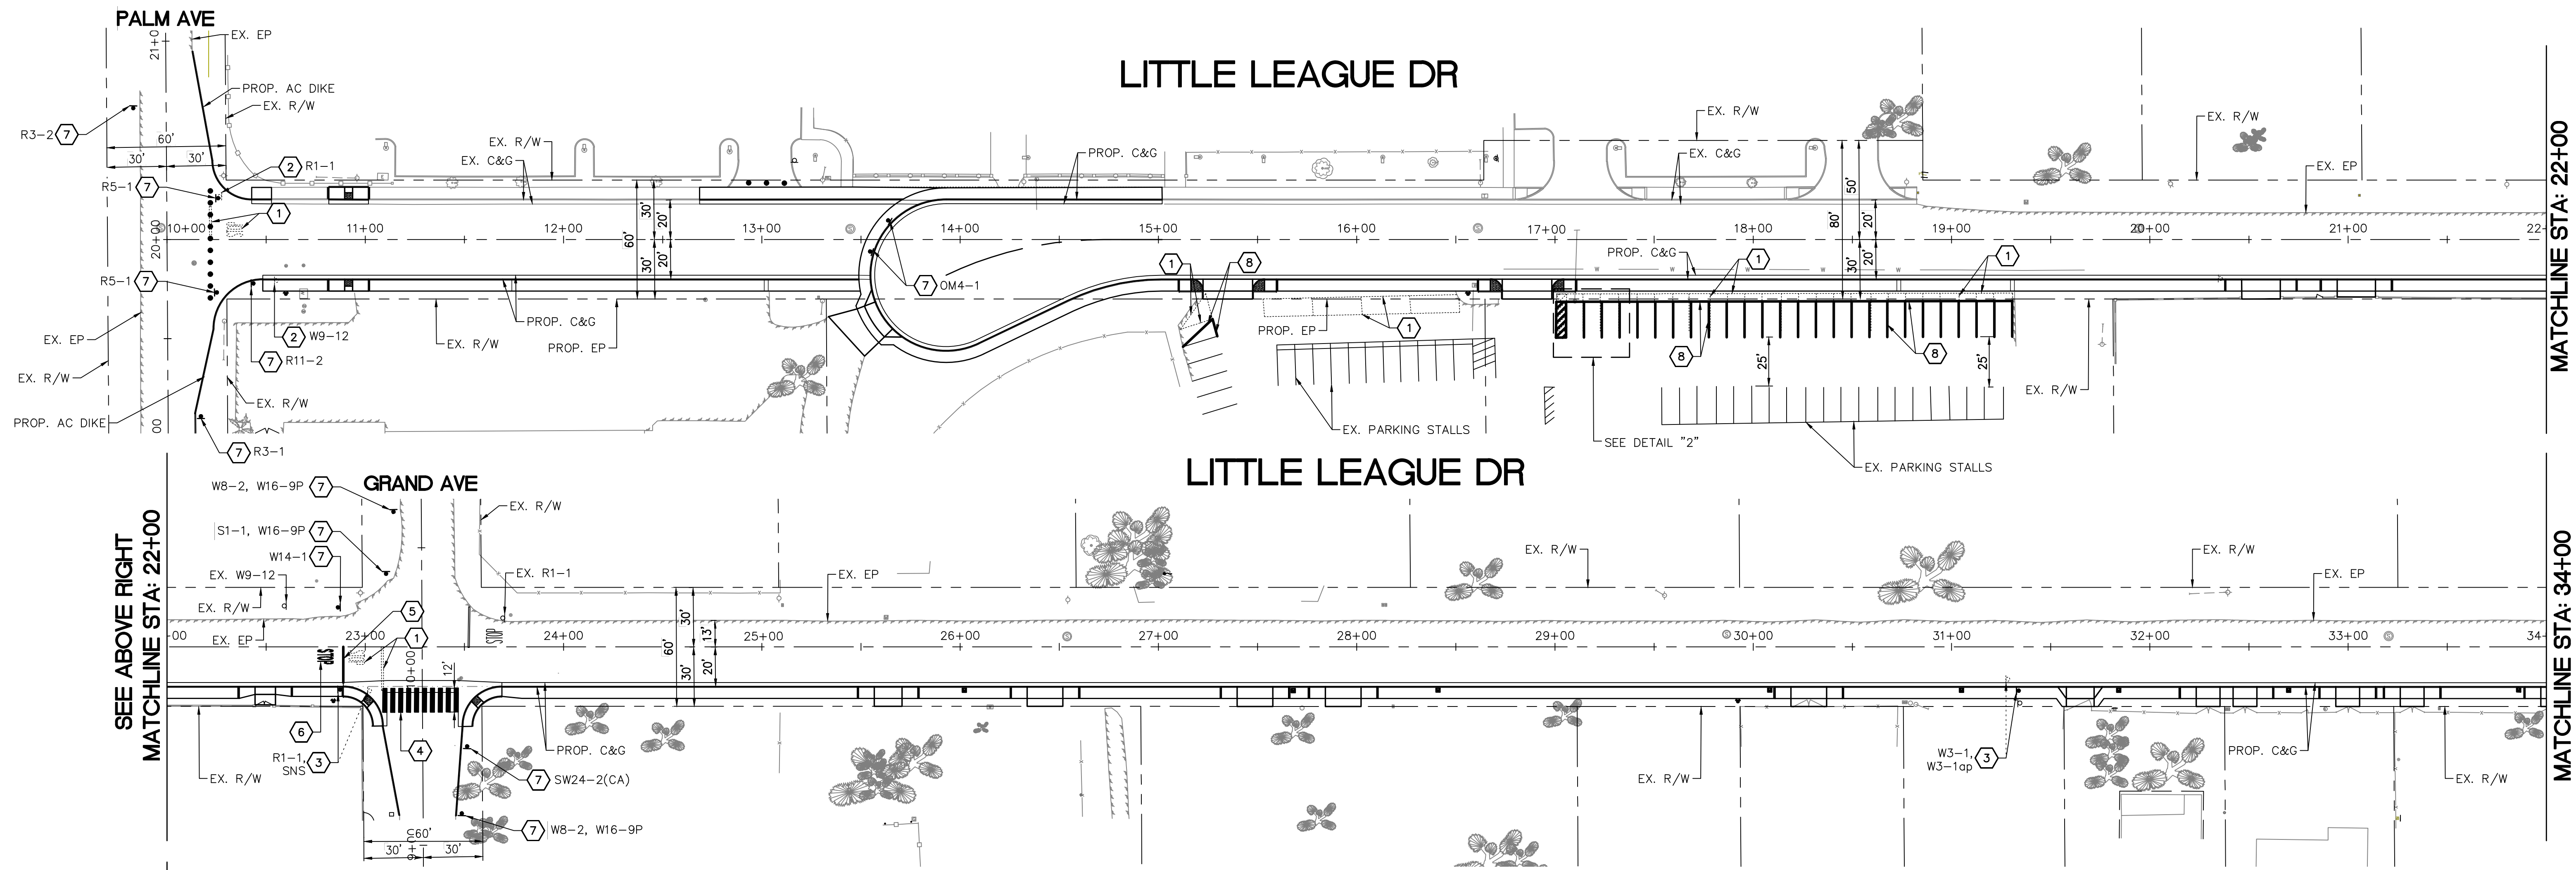 PALM AVE
21+0
EX. EP
LITTLE LEAGUE DR
PROP. AC DIKE
EX. R/W
R3-2 7
60'
30' 30'
2 R1-1
R5-1 7
1
EX. R/W
EX. C&G
PROP. C&G
EX. R/W
EX. C&G
EX. R/W
EX. EP
MATCHLINE STA: 22+00
60'
30'
20'
30'
20'
80'
50'
20'
30'
20'
20+00
10+00 11+00 12+00 13+00 14+00 15+00 16+00 17+00 18+00 19+00 20+00 21+00 22-
R5-1 7
7 OM4-1
1
8
PROP. C&G
1
1
EX. EP
2 W9-12
7 R11-2
PROP. C&G
EX. R/W
PROP. EP
PROP. EP
1
8
8
25'
25'
EX. R/W
EX. R/W
EX. R/W
PROP. AC DIKE
00
7 R3-1
EX. PARKING STALLS
SEE DETAIL "2"
EX. PARKING STALLS
LITTLE LEAGUE DR
GRAND AVE
W8-2, W16-9P 7
EX. R/W
S1-1, W16-9P 7
W14-1 7
EX. W9-12
EX. R1-1
EX. EP
EX. R/W
EX. R/W
EX. EP
SEE ABOVE RIGHT
MATCHLINE STA: 22+00
EX. R/W
5
1
EX. EP
STOP
STOP
60'
30'
13'
30'
20'
-00 23+00 24+00 25+00 26+00 27+00 28+00 29+00 30+00 31+00 32+00 33+00 34-
10+00
12'
6
R1-1,
SNS 3
4
PROP. C&G
EX. R/W
7 SW24-2(CA)
7 W8-2, W16-9P
60'
30' 30'
EX. R/W
W3-1,
W3-1ap 3
PROP. C&G
EX. R/W
MATCHLINE STA: 34+00